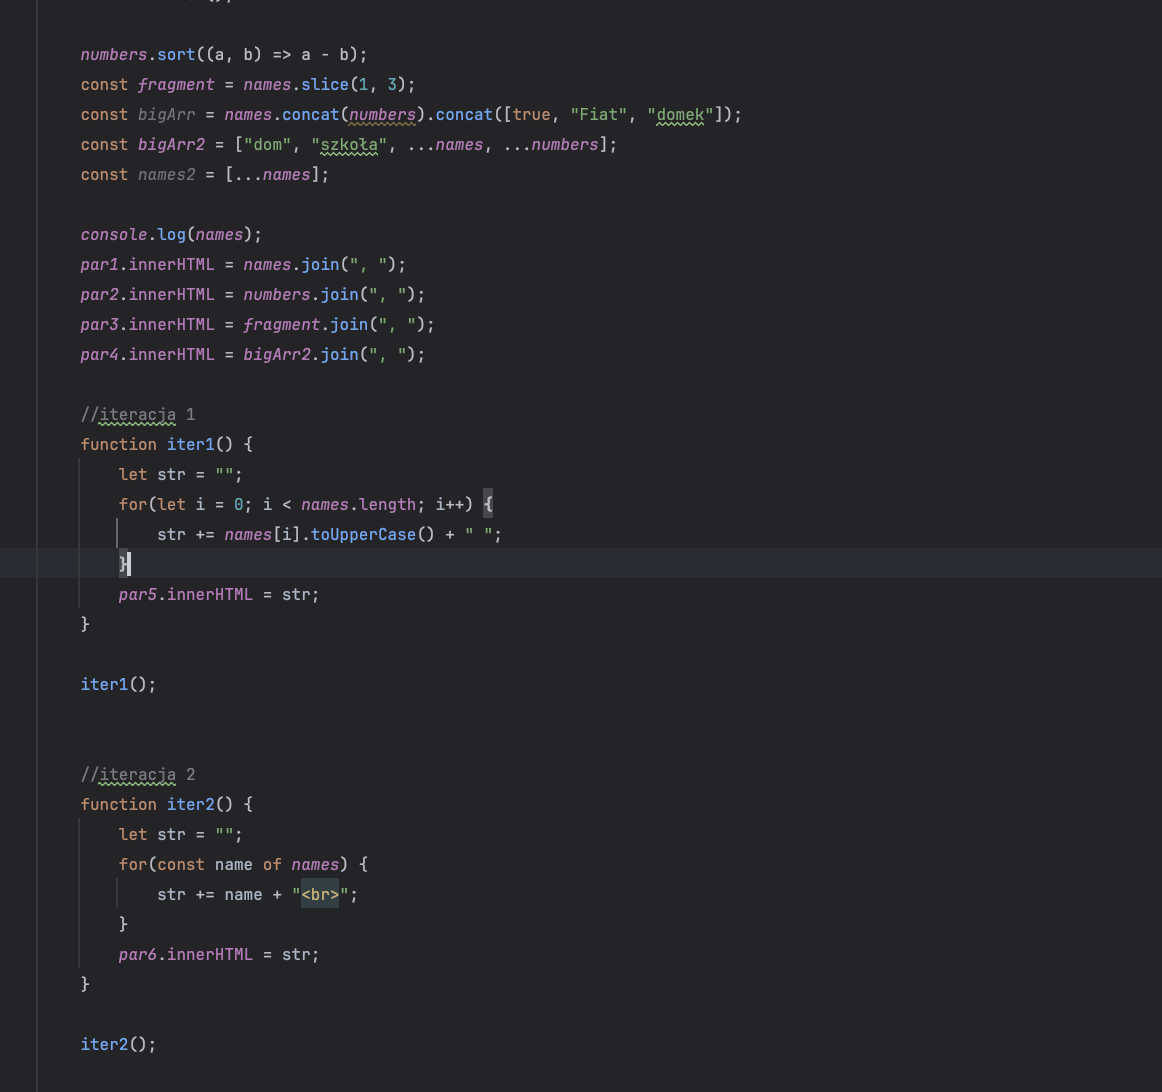 numbers.sort((a, b) => a - b);
const fragment = names.slice(1, 3);
const bigArr = names.concat(numbers).concat([true, "Fiat", "domek"]);
const bigArr2 = ["dom", "szkoła", ...names, ...numbers];
const names2 = [...names];
console.log(names);
par1.innerHTML = names.join(", ");
par2.innerHTML = numbers.join(", ");
par3.innerHTML = fragment.join(", ");
par4.innerHTML = bigArr2.join(", ");
//iteracja 1
function iter1() {
let str = "";
for(let i = 0; i < names.length; i++) {
str += names[i].toUpperCase() + " ";
}
par5.innerHTML = str;
}
iter1();
//iteracja 2
function iter2() {
let str = "";
for(const name of names) {
str += name + "<br>";
}
par6.innerHTML = str;
}
iter2();